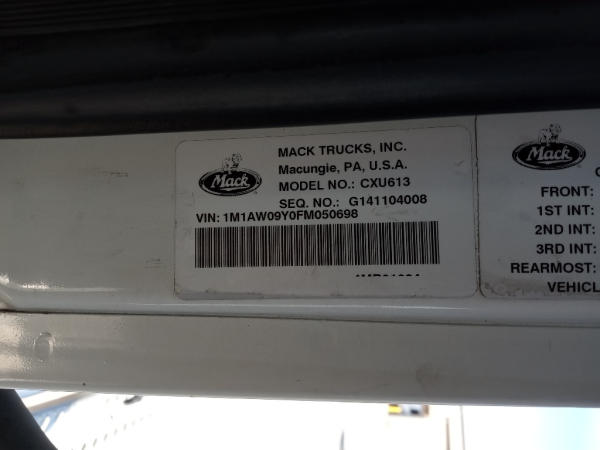 Mack
MACK TRUCKS, INC.
Macungie, PA, U.S.A.
MODEL NO.: CXU613
SEQ. NO.: G141104008
VIN: 1M1AW09Y0FM050698
Mack
FRONT:
1ST INT:
2ND INT:
3RD INT:
REARMOST: